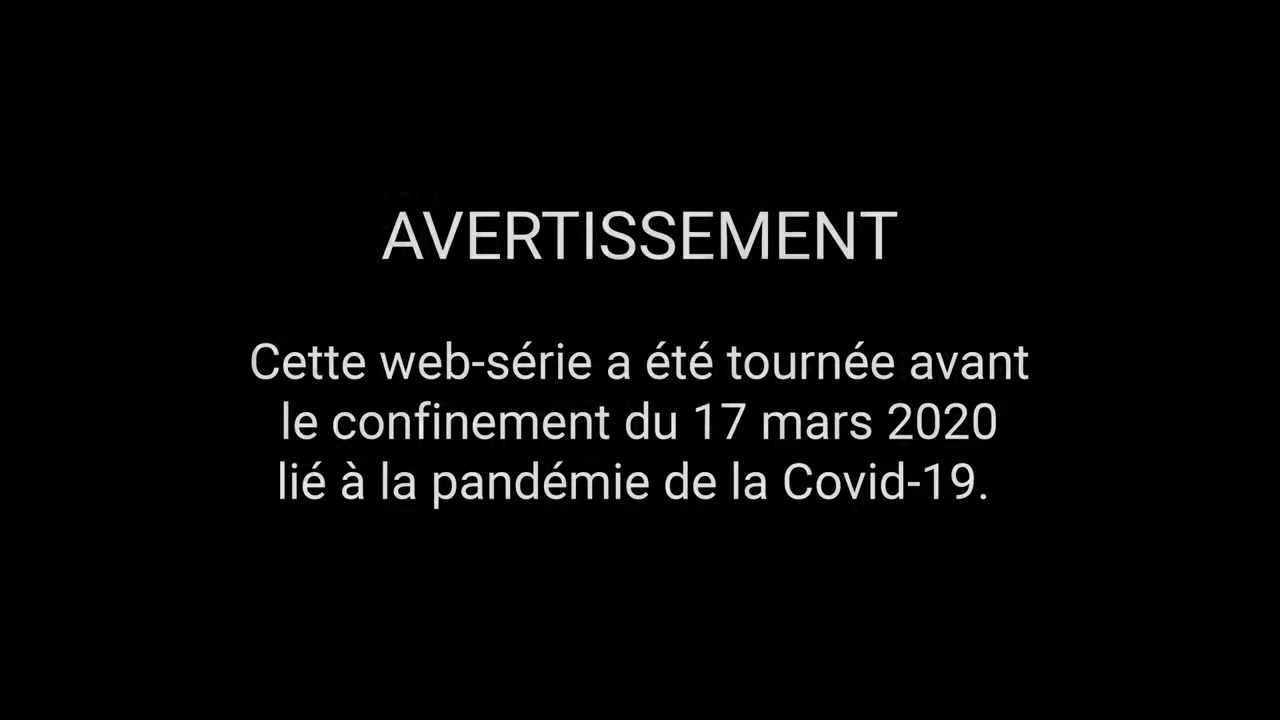 AVERTISSEMENT
Cette web-série a été tournée avant
le confinement du 17 mars 2020
lié à la pandémie de la Covid-19.